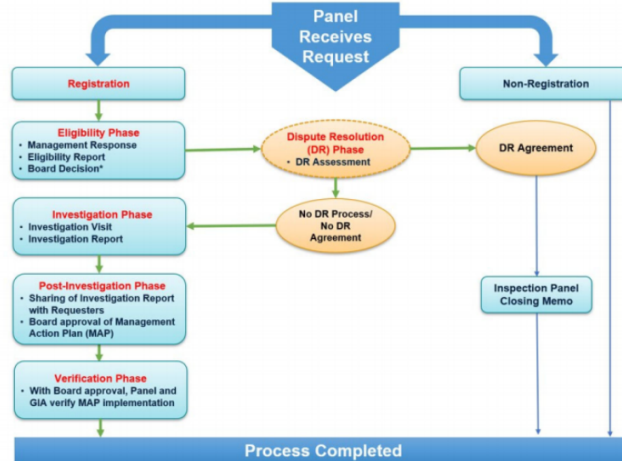 Panel
Receives
Request
Registration
Non-Registration
Eligibility Phase
• Management Response
• Eligibility Report
• Board Decision*
Dispute Resolution
(DR) Phase
• DR Assessment
DR Agreement
No DR Process/
No DR
Agreement
Investigation Phase
• Investigation Visit
• Investigation Report
Post-Investigation Phase
• Sharing of Investigation Report
with Requesters
• Board approval of Management
Action Plan (MAP)
Inspection Panel
Closing Memo
Verification Phase
• With Board approval, Panel and
GIA verify MAP implementation
Process Completed